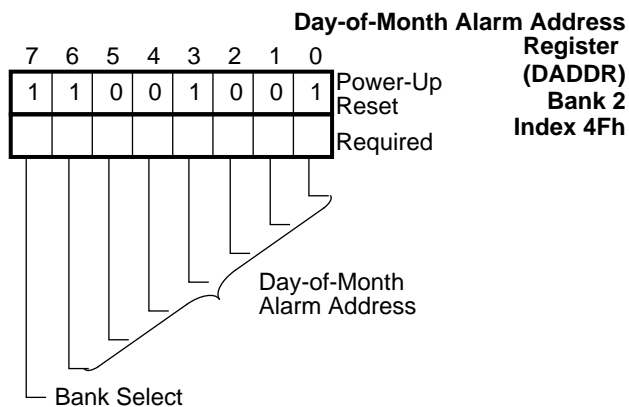 Day-of-Month Alarm Address
Register
(DADDR)
Bank 2
Index 4Fh
7 6 5 4 3 2 1 0
1 1 0 0 1 0 0 1
Power-Up
Reset
Required
Day-of-Month
Alarm Address
Bank Select